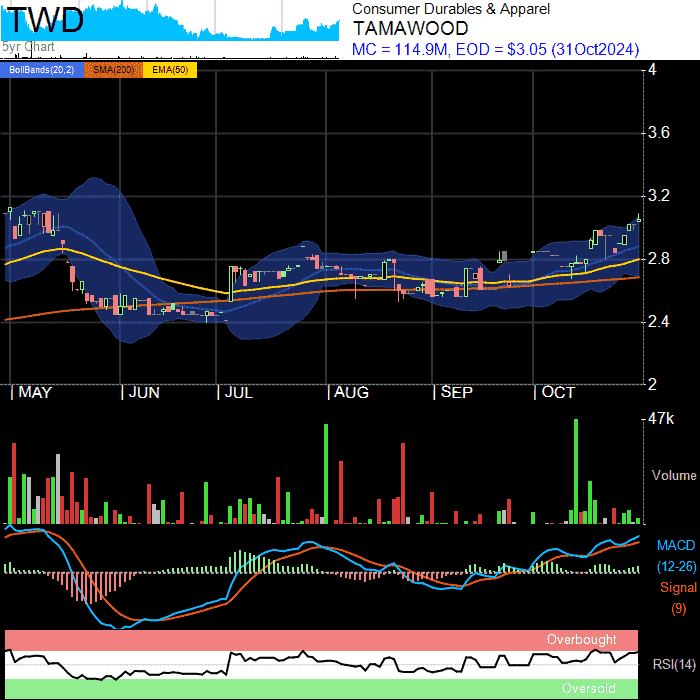 TWD
5yr Chart
Consumer Durables & Apparel
TAMAWOOD
MC = 114.9M, EOD = $3.05 (31Oct2024)
BollBands(20,2) SMA(200) EMA(50)
4
3.6
3.2
2.8
2.4
2
MAY JUN JUL AUG SEP OCT
47k
Volume
MACD
(12-26)
Signal
(9)
Overbought
RSI(14)
Oversold